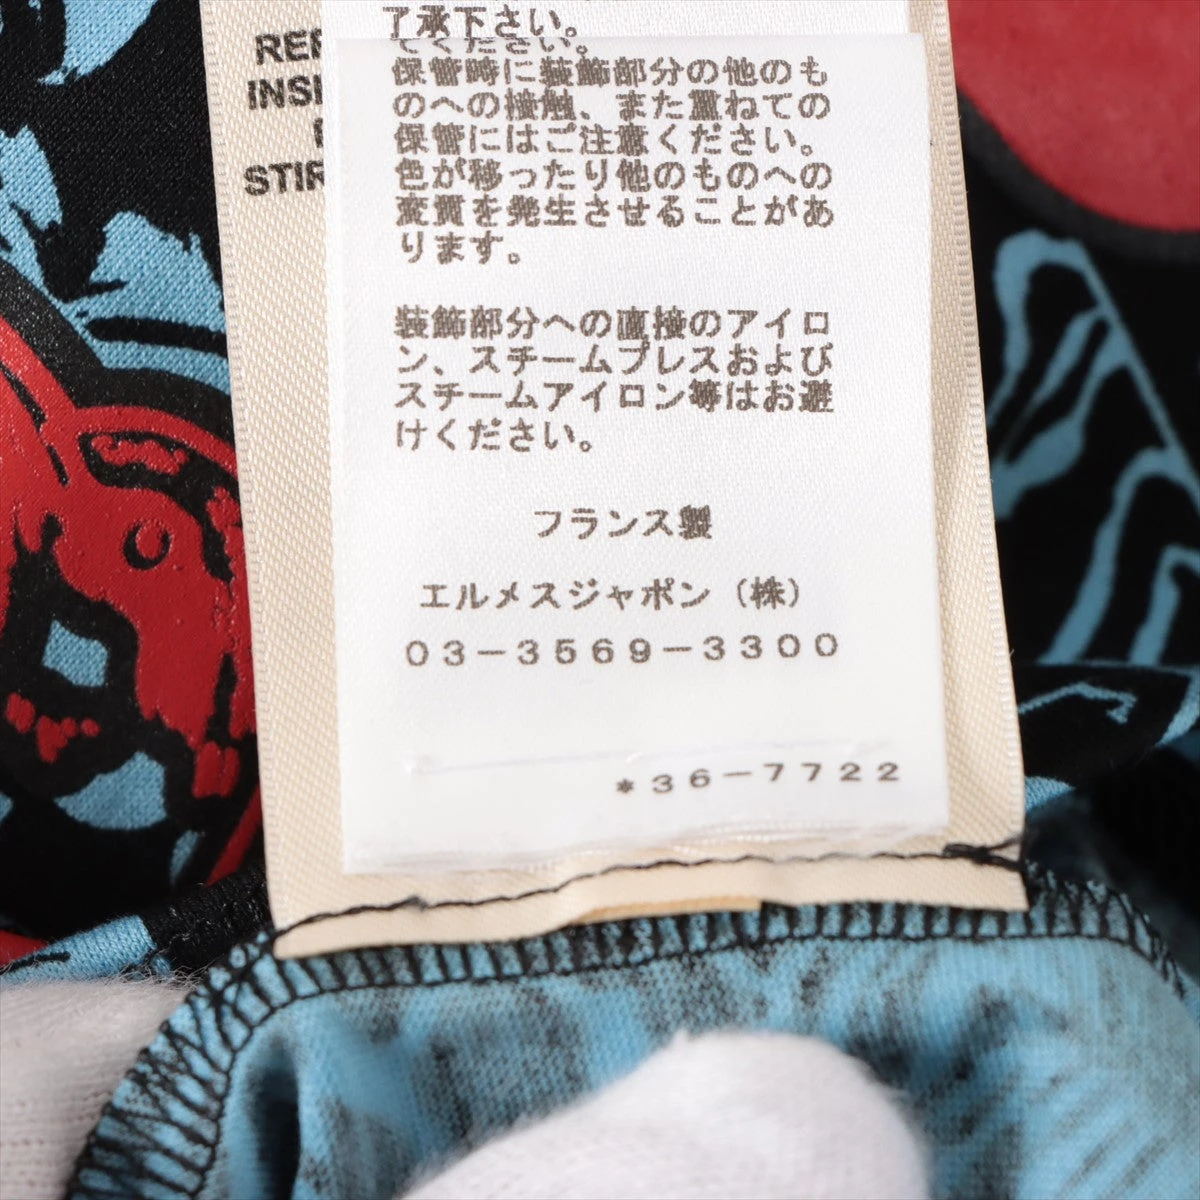 了承下さい。
てください。
保管時に装飾部分の他のも
のへの接触、また重ねての
保管にはご注意ください。
色が移ったり他のものへの
変質を発生させることがあ
ります。
装飾部分への直接のアイロ
ン、スチームプレスおよび
スチームアイロン等はお避
けください。
フランス製
エルメスジャポン（株）
03-3569-3300
*36-7722